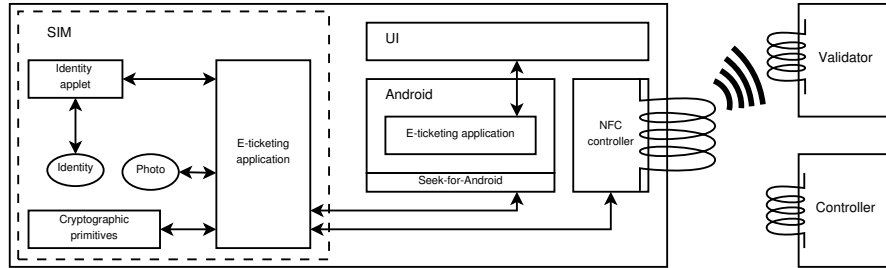 SIM
Identity
applet
Identity
Photo
Cryptographic
primitives
E-ticketing
application
UI
Android
E-ticketing application
Seek-for-Android
NFC
controller
Validator
Controller